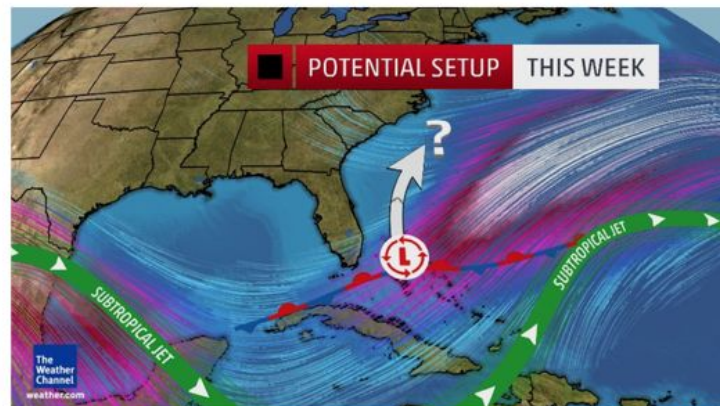 POTENTIAL SETUP THIS WEEK
?
L
SUBTROPICAL JET
SUBTROPICAL JET
The
Weather
Channel
weather.com